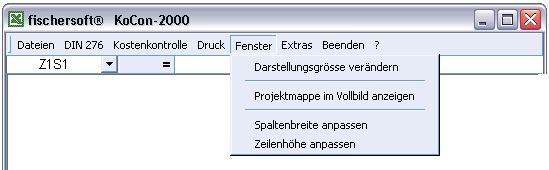 fischersoft® KoCon-2000
Dateien DIN 276 Kostenkontrolle Druck Fenster Extras Beenden ?
Z1S1 =
Darstellungsgrösse verändern
Projektmappe im Vollbild anzeigen
Spaltenbreite anpassen
Zeilenhöhe anpassen